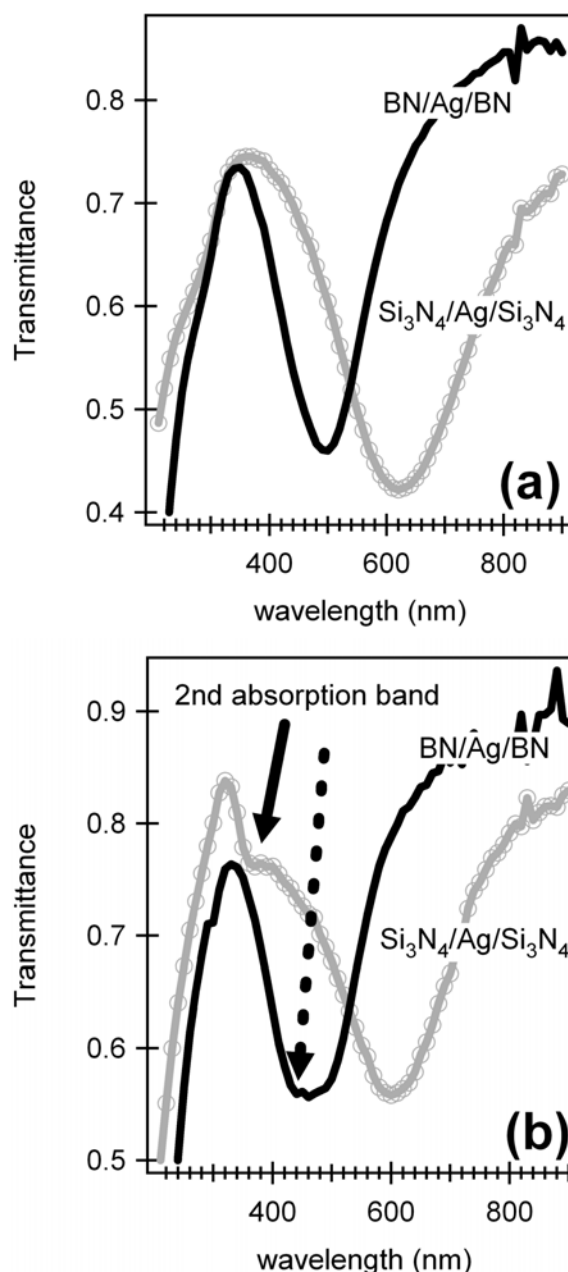 0.8
0.7
0.6
0.5
0.4
Transmittance
BN/Ag/BN
Si₃N₄/Ag/Si₃N₄
(a)
400
600
800
wavelength (nm)
0.9
0.8
0.7
0.6
0.5
Transmittance
2nd absorption band
BN/Ag/BN
Si₃N₄/Ag/Si₃N₄
(b)
400
600
800
wavelength (nm)